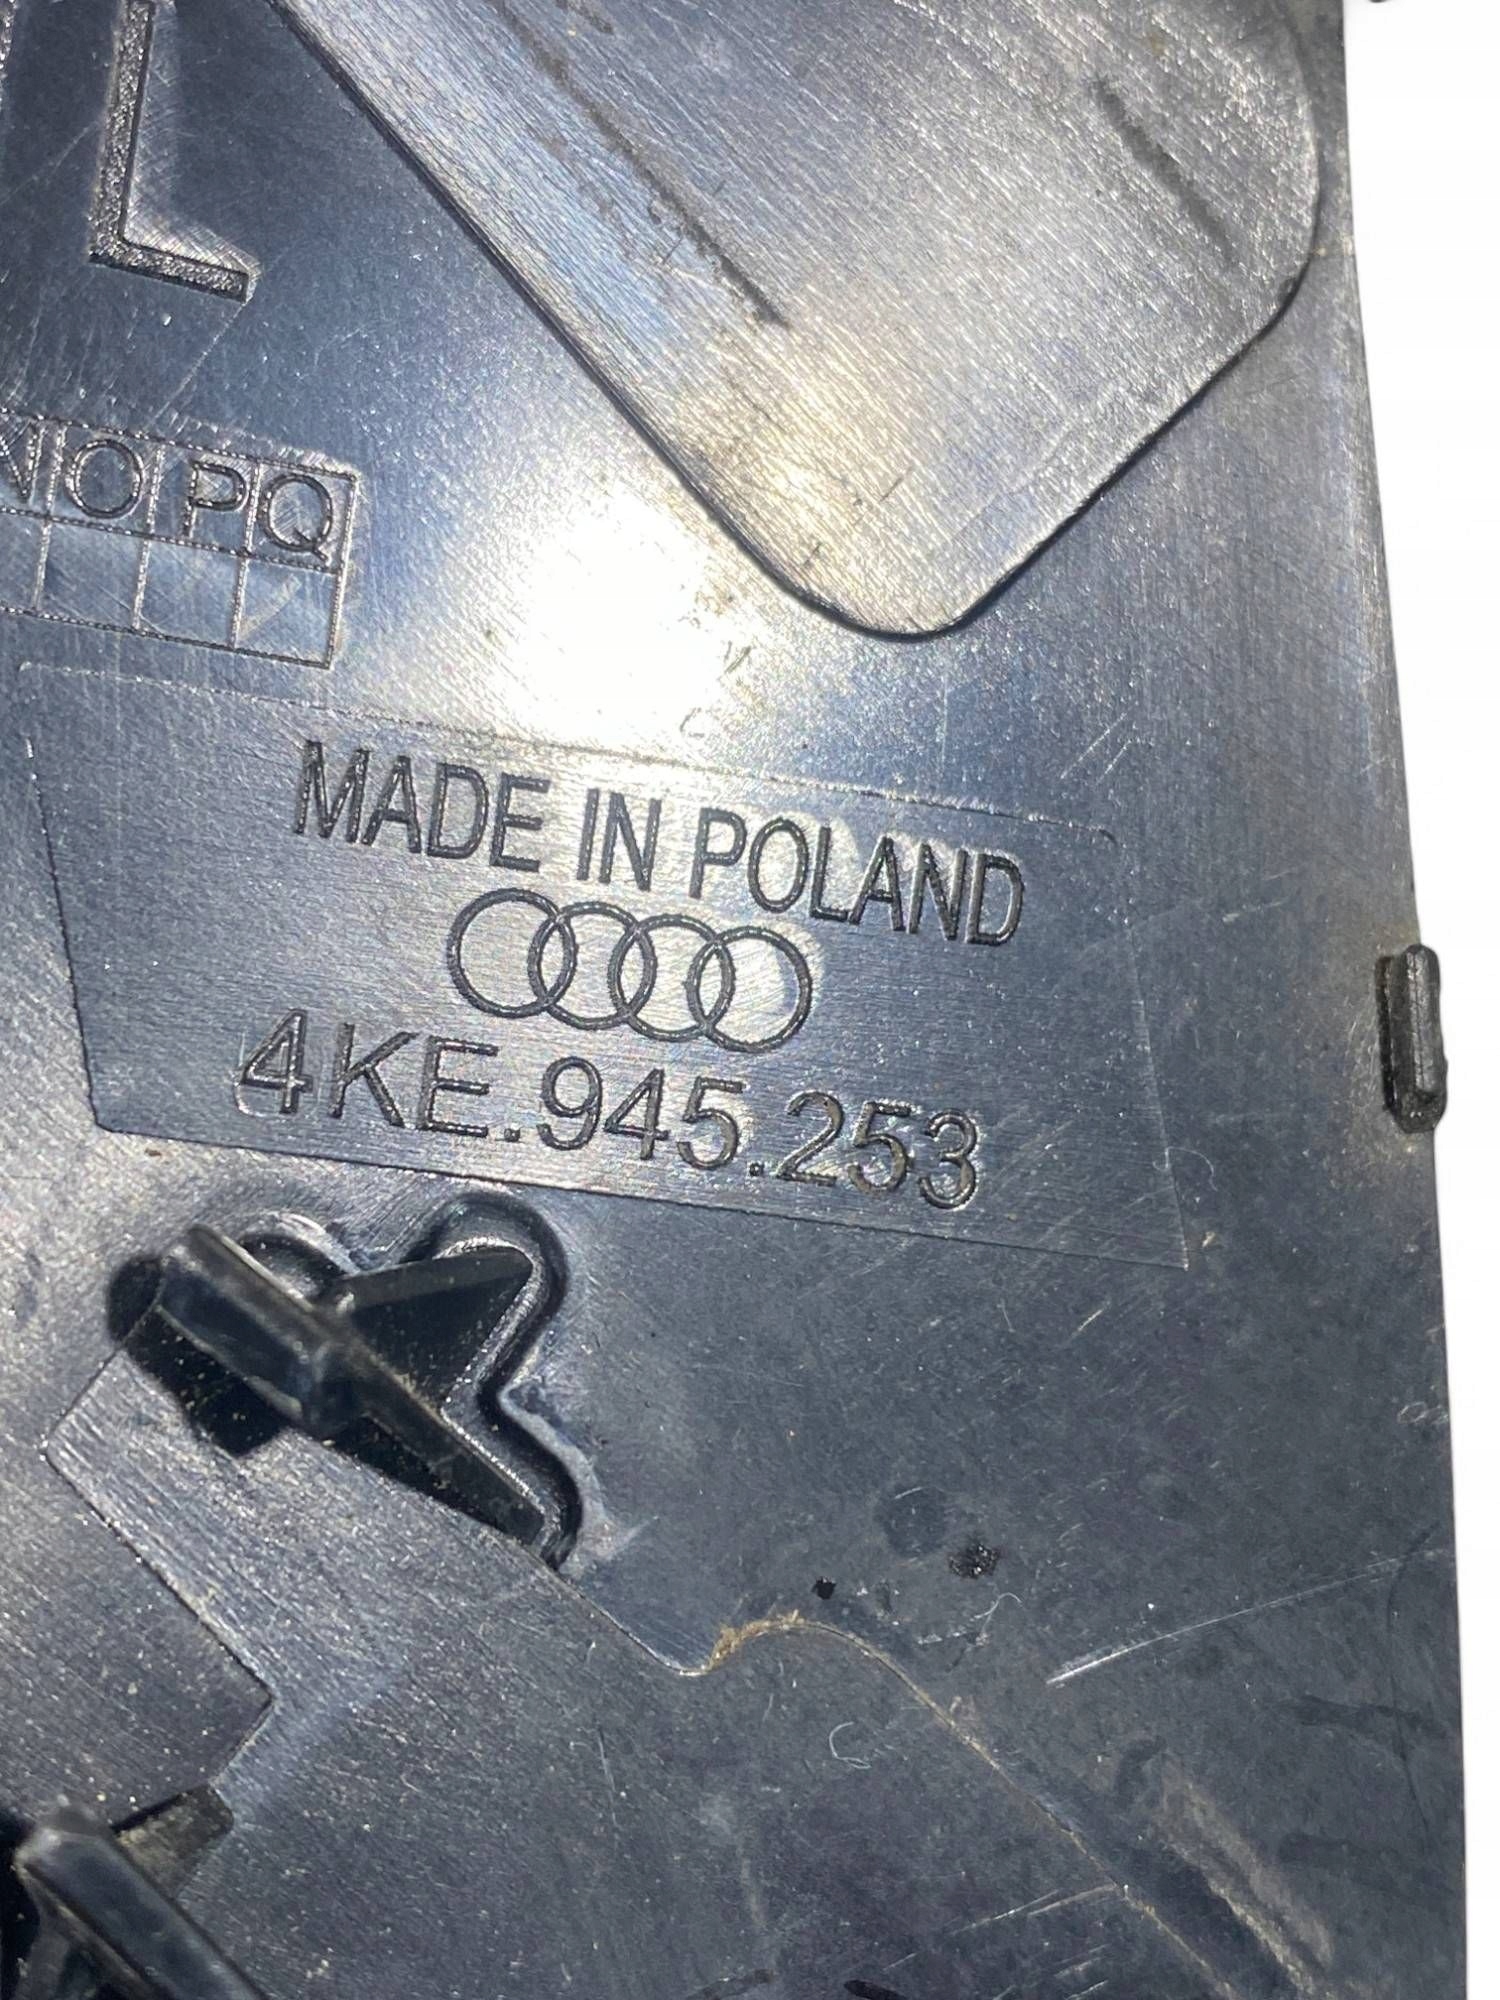 L
N O P Q
MADE IN POLAND
4KE.945.253